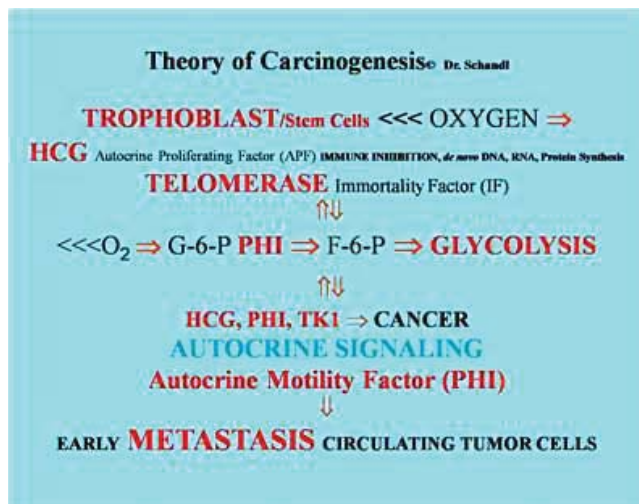 Theory of Carcinogenesis© Dr. Schandl
TROPHOBLAST/Stem Cells <<< OXYGEN ⇒
HCG Autocrine Proliferating Factor (APF) IMMUNE INHIBITION, de novo DNA, RNA, Protein Synthesis
TELOMERASE Immortality Factor (IF)
⇑⇓
<<<O₂ ⇒ G-6-P PHI ⇒ F-6-P ⇒ GLYCOLYSIS
⇑⇓
HCG, PHI, TK1 ⇒ CANCER
AUTOCRINE SIGNALING
Autocrine Motility Factor (PHI)
⇓
EARLY METASTASIS CIRCULATING TUMOR CELLS